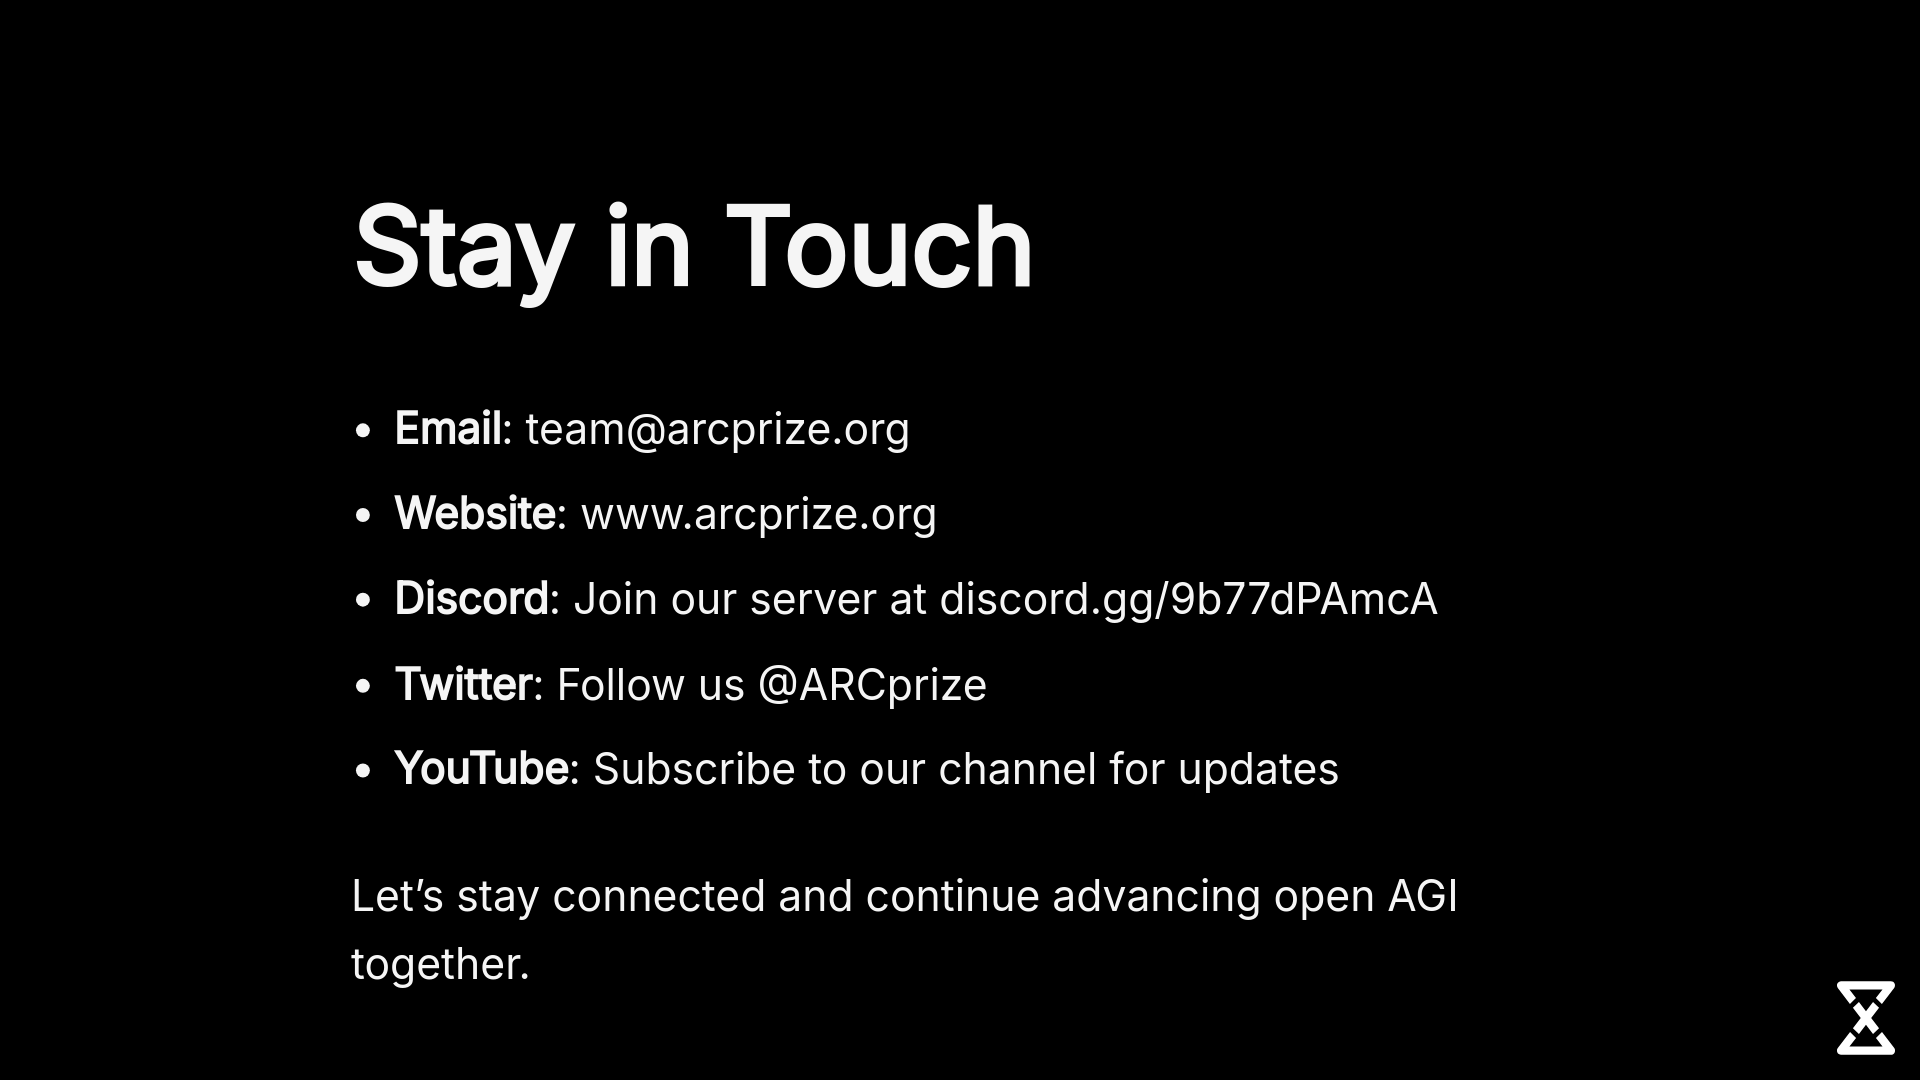 Stay in Touch
• Email: team@arcprize.org
• Website: www.arcprize.org
• Discord: Join our server at discord.gg/9b77dPAmcA
• Twitter: Follow us @ARCprize
• YouTube: Subscribe to our channel for updates
Let’s stay connected and continue advancing open AGI
together.